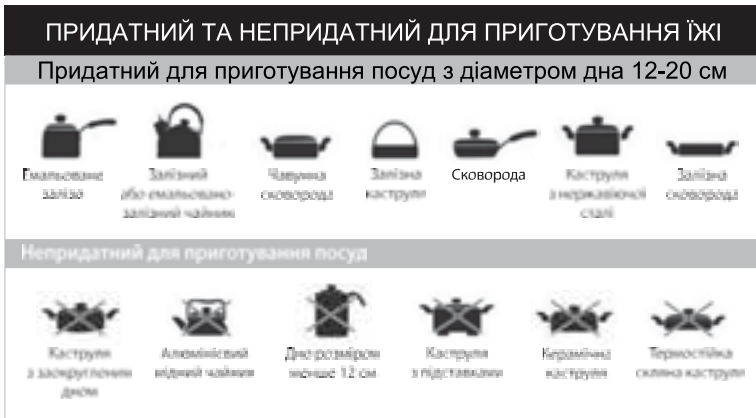 ПРИДАТНИЙ ТА НЕПРИДАТНИЙ ДЛЯ ПРИГОТУВАННЯ ЇЖІ
Придатний для приготування посуд з діаметром дна 12-20 см
Емальоване
залізо
Залізний
або емальовано-
залізний чайник
Чавунна
сковорода
Залізна
каструля
Сковорода
Каструля
з нержавіючої
сталі
Залізна
сковорода
Непридатний для приготування посуд
Каструля
з заокругленим
дном
Алюмінієвий
мідний чайник
Дно розміром
менше 12 см
Каструля
з підставками
Керамічна
каструля
Термостійка
скляна каструля